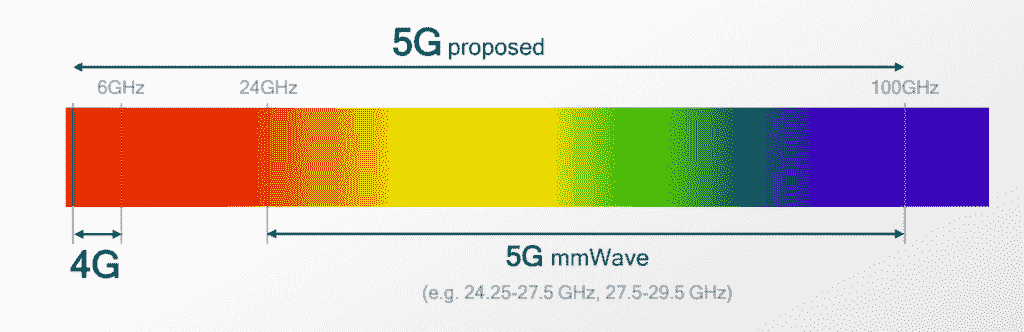 5G proposed
6GHz 24GHz 100GHz
4G
5G mmWave
(e.g. 24.25-27.5 GHz, 27.5-29.5 GHz)